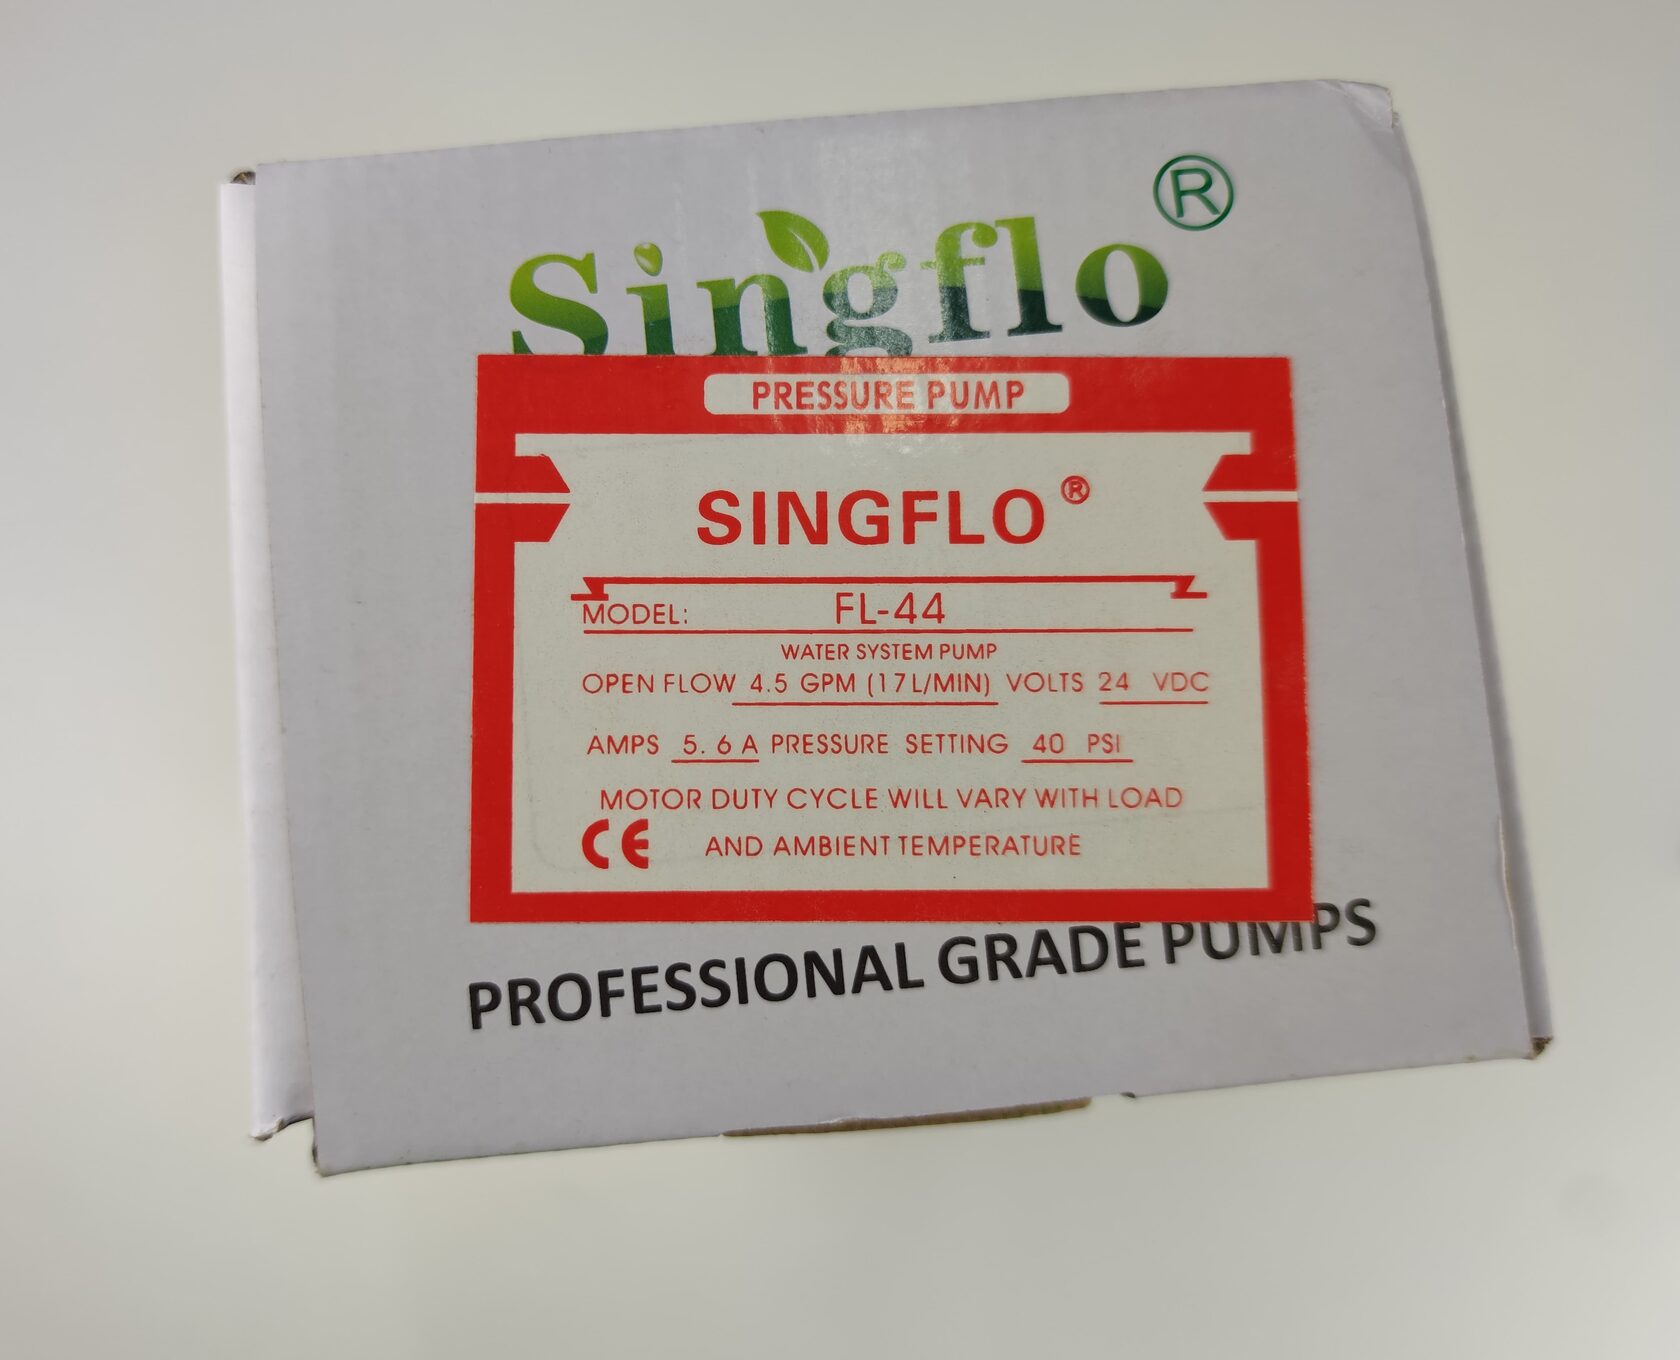 Singflo®
PRESSURE PUMP
SINGFLO®
MODEL: FL-44
WATER SYSTEM PUMP
OPEN FLOW 4.5 GPM (17L/MIN) VOLTS 24 VDC
AMPS 5.6 A PRESSURE SETTING 40 PSI
MOTOR DUTY CYCLE WILL VARY WITH LOAD
CE AND AMBIENT TEMPERATURE
PROFESSIONAL GRADE PUMPS